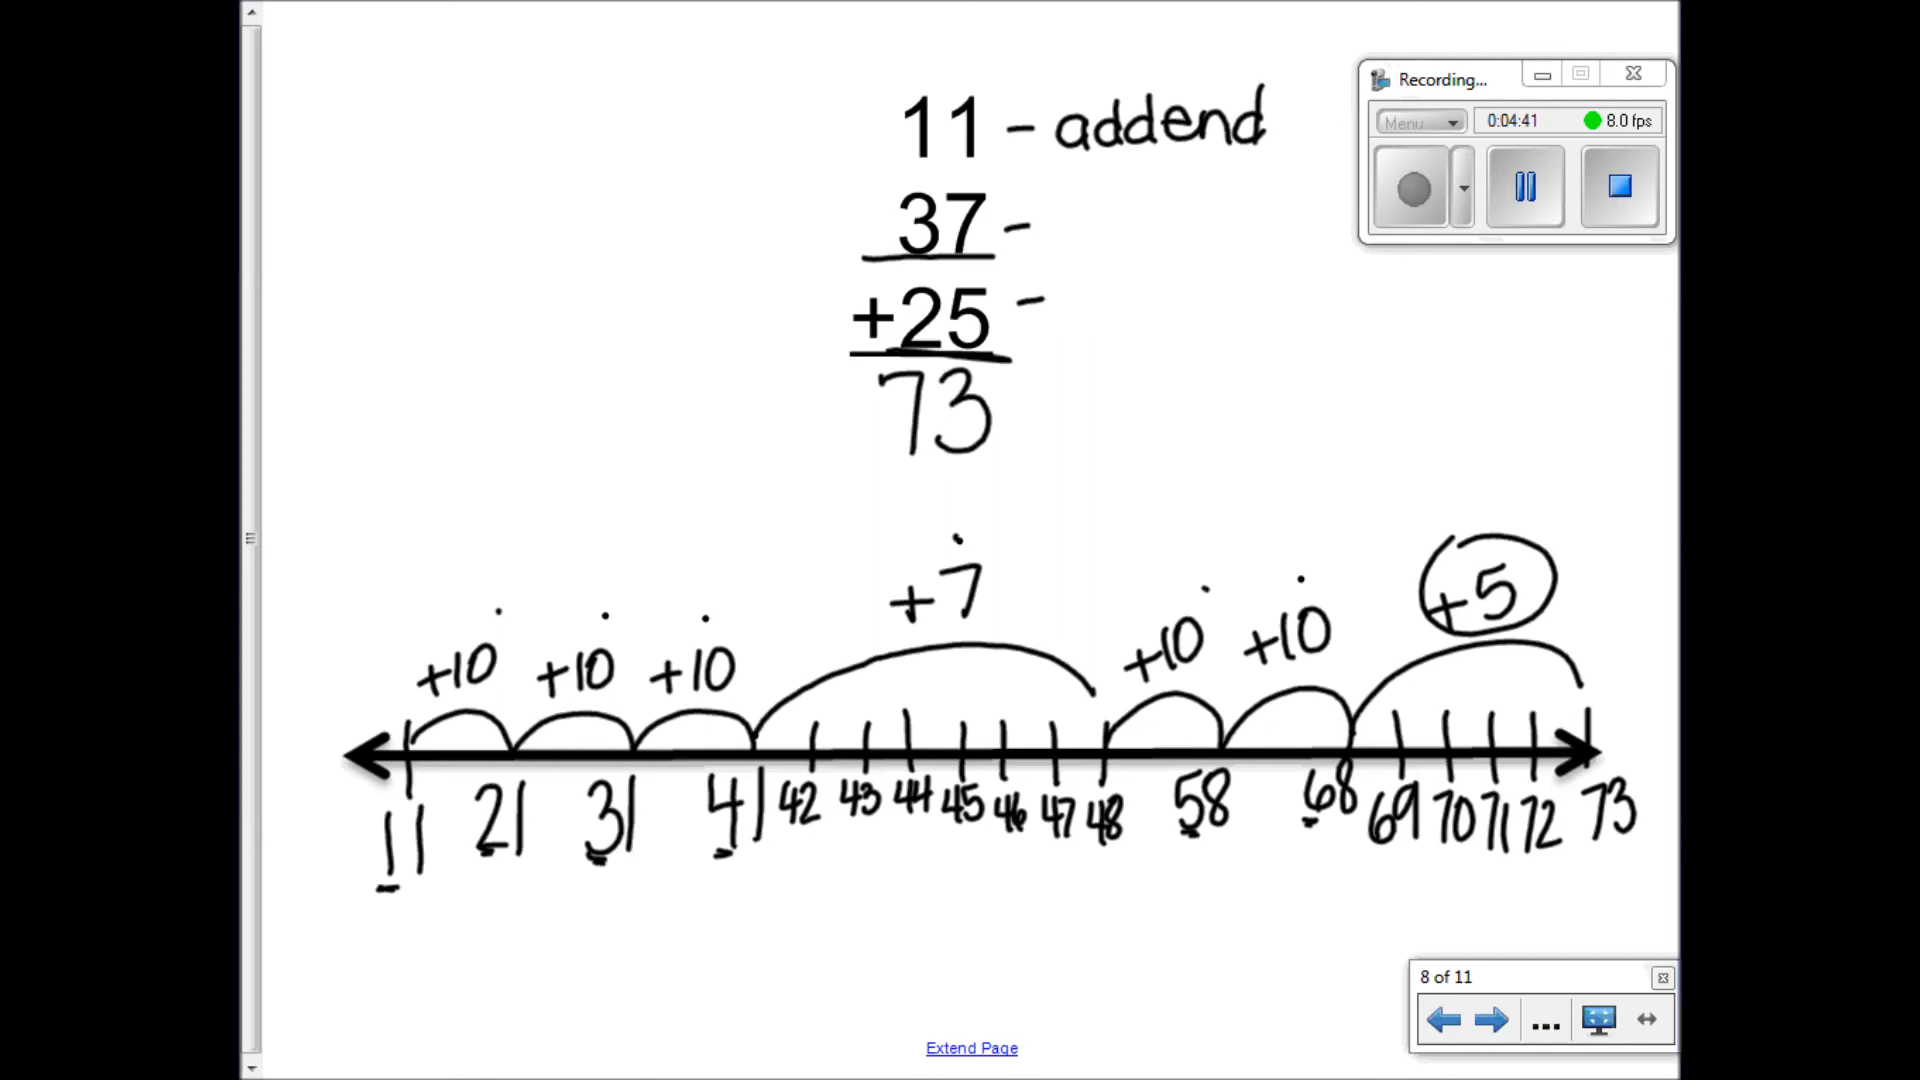 11 - addend
37 -
+25 -
73
Recording...
Menu
0:04:41
8.0 fps
+10 +10 +10 +7 +10 +10 +5
11 21 31 41 42 43 44 45 46 47 48 58 68 69 70 71 72 73
8 of 11
...
Extend Page